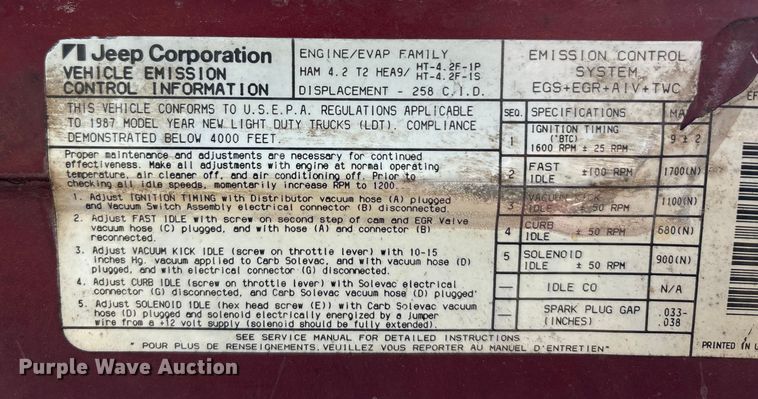 Jeep Corporation
VEHICLE EMISSION
CONTROL INFORMATION
ENGINE/EVAP FAMILY
HAM 4.2 T2 HEA9/ HT-4.2F-1P
HT-4.2F-1S
DISPLACEMENT - 258 C.I.D.
EMISSION CONTROL
SYSTEM
EGS+EGR+AIV+TWC
THIS VEHICLE CONFORMS TO U.S.E.P.A. REGULATIONS APPLICABLE
TO 1987 MODEL YEAR NEW LIGHT DUTY TRUCKS (LDT). COMPLIANCE
DEMONSTRATED BELOW 4000 FEET.
Proper maintenance and adjustments are necessary for continued
effectiveness. Make all adjustments with engine at normal operating
temperature, air cleaner off, and air conditioning off. Prior to
checking all idle speeds, momentarily increase RPM to 1200.
1. Adjust IGNITION TIMING with Distributor vacuum hose (A) plugged
and Vacuum Switch Assembly electrical connector (B) disconnected.
2. Adjust FAST IDLE with screw on second step of cam and EGR Valve
vacuum hose (C) plugged, and with hose (A) and connector (B)
reconnected.
3. Adjust VACUUM KICK IDLE (screw on throttle lever) with 10-15
inches Hg. vacuum applied to Carb Solevac, and with vacuum hose (D)
plugged, and with electrical connector (G) disconnected.
4. Adjust CURB IDLE (screw on throttle lever) with Solevac electrical
connector (G) disconnected, and Carb Solevac vacuum hose (D) plugged
5. Adjust SOLENOID IDLE (hex head screw (E)) with Carb Solevac vacuum
hose (D) plugged and solenoid electrically energized by a jumper
wire from a +12 volt supply (solenoid should be fully extended).
SEQ. SPECIFICATIONS MA
1 IGNITION TIMING
(°BTC)
1600 RPM ± 25 RPM 9 ± 2
2 FAST
IDLE ±100 RPM 1700(N)
3 VACUUM KICK
IDLE ± 50 RPM 1100(N)
4 CURB
IDLE ± 50 RPM 680(N)
5 SOLENOID
IDLE ± 50 RPM 900(N)
— IDLE CO N/A
— SPARK PLUG GAP
(INCHES) .033-
.038
SEE SERVICE MANUAL FOR DETAILED INSTRUCTIONS
"POUR PLUS DE RENSEIGNEMENTS, VEUILLEZ VOUS REPORTER AU MANUEL D'ENTRETIEN"
PRINTED IN U
EF
Purple Wave Auction